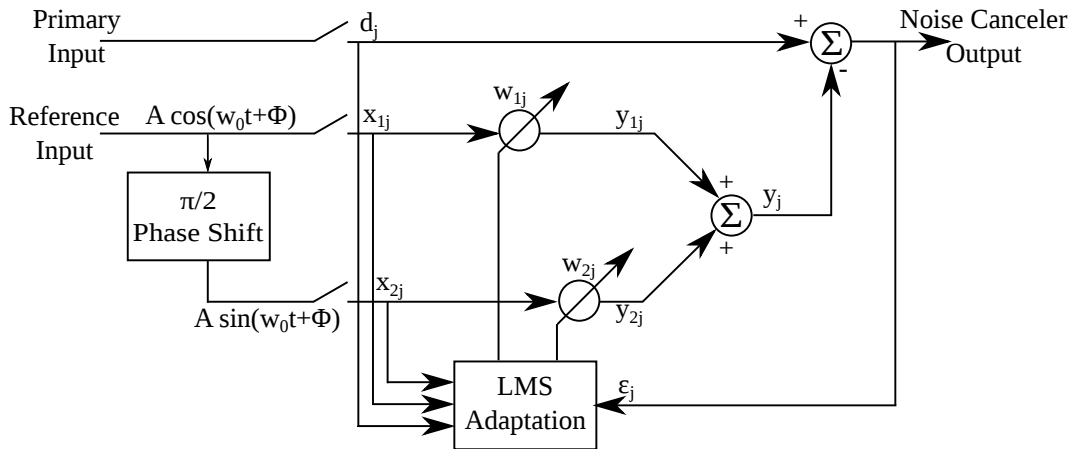 Primary
Input
d_j
+
Σ
-
Noise Canceler
Output
Reference
Input
A cos(w_0t+Φ)
x_1j
w_1j
y_1j
π/2
Phase Shift
+
Σ
+
y_j
A sin(w_0t+Φ)
x_2j
w_2j
y_2j
LMS
Adaptation
ε_j